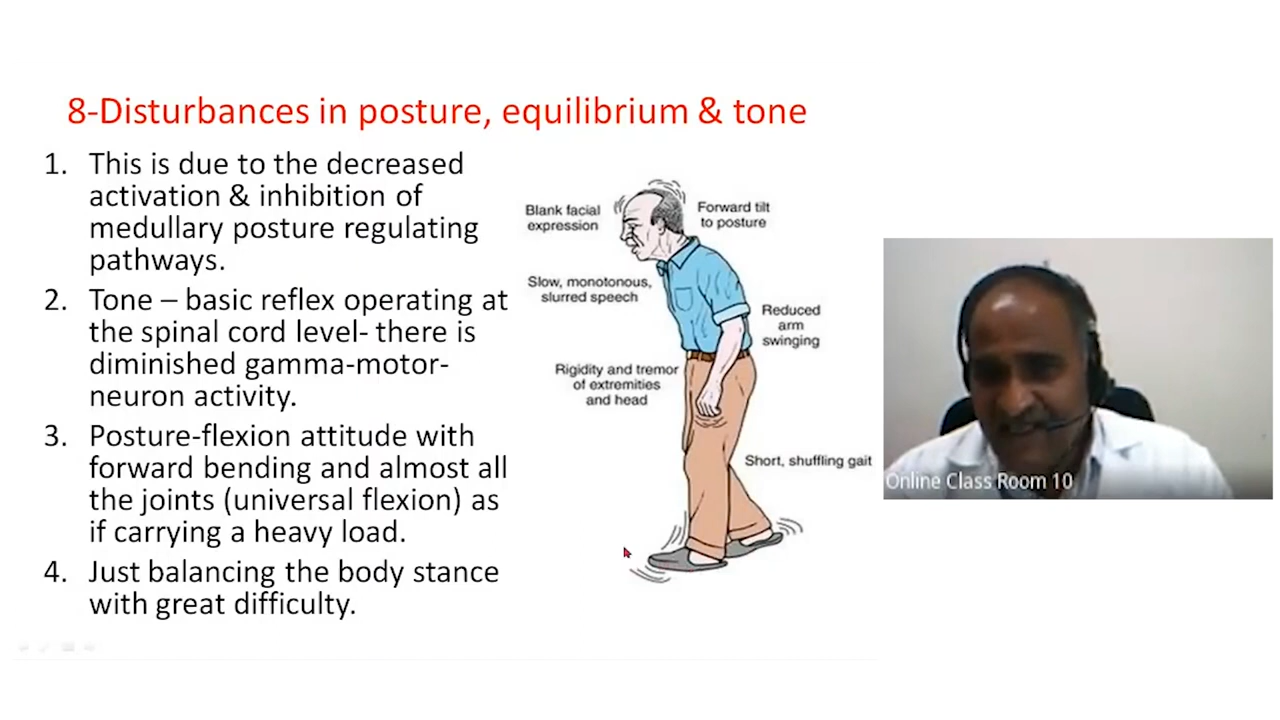 8-Disturbances in posture, equilibrium & tone
1. This is due to the decreased
activation & inhibition of
medullary posture regulating
pathways.
2. Tone – basic reflex operating at
the spinal cord level- there is
diminished gamma-motor-
neuron activity.
3. Posture-flexion attitude with
forward bending and almost all
the joints (universal flexion) as
if carrying a heavy load.
4. Just balancing the body stance
with great difficulty.
Blank facial
expression
Forward tilt
to posture
Slow, monotonous,
slurred speech
Reduced
arm
swinging
Rigidity and tremor
of extremities
and head
Short, shuffling gait
Online Class Room 10